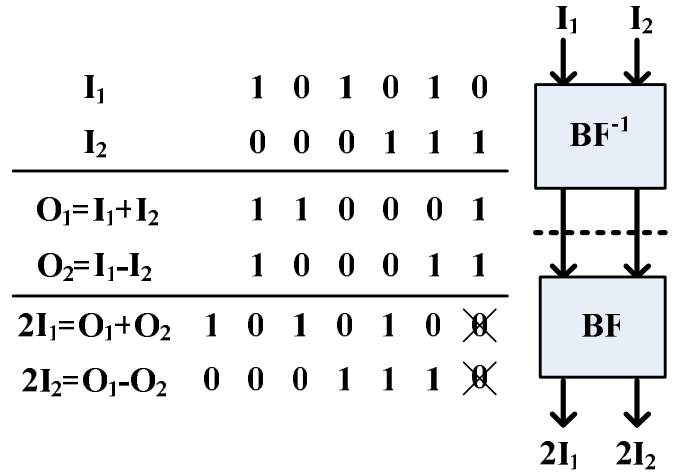 I₁ 1 0 1 0 1 0
I₂ 0 0 0 1 1 1
O₁=I₁+I₂ 1 1 0 0 0 1
O₂=I₁-I₂ 1 0 0 0 1 1
2I₁=O₁+O₂ 1 0 1 0 1 0 0
2I₂=O₁-O₂ 0 0 0 1 1 1 0
I₁ I₂
BF⁻¹
BF
2I₁ 2I₂